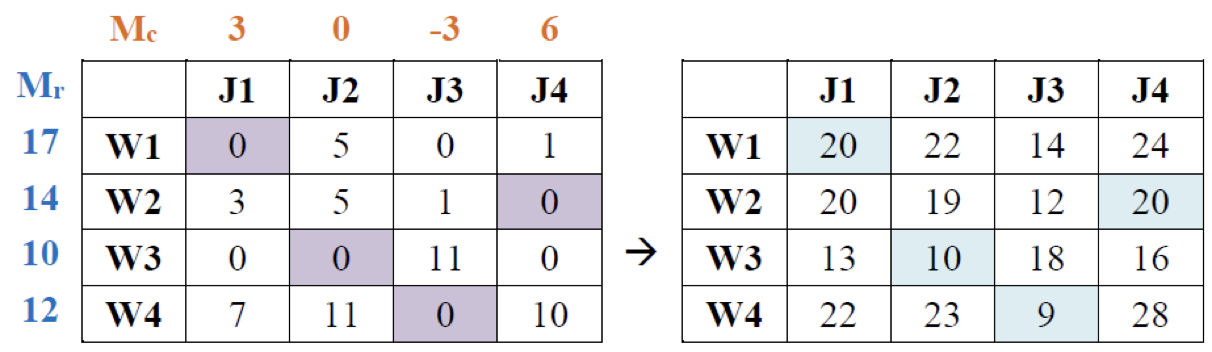 Mc 3 0 -3 6
Mr J1 J2 J3 J4 J1 J2 J3 J4
17 W1 0 5 0 1 W1 20 22 14 24
14 W2 3 5 1 0 W2 20 19 12 20
10 W3 0 0 11 0 → W3 13 10 18 16
12 W4 7 11 0 10 W4 22 23 9 28